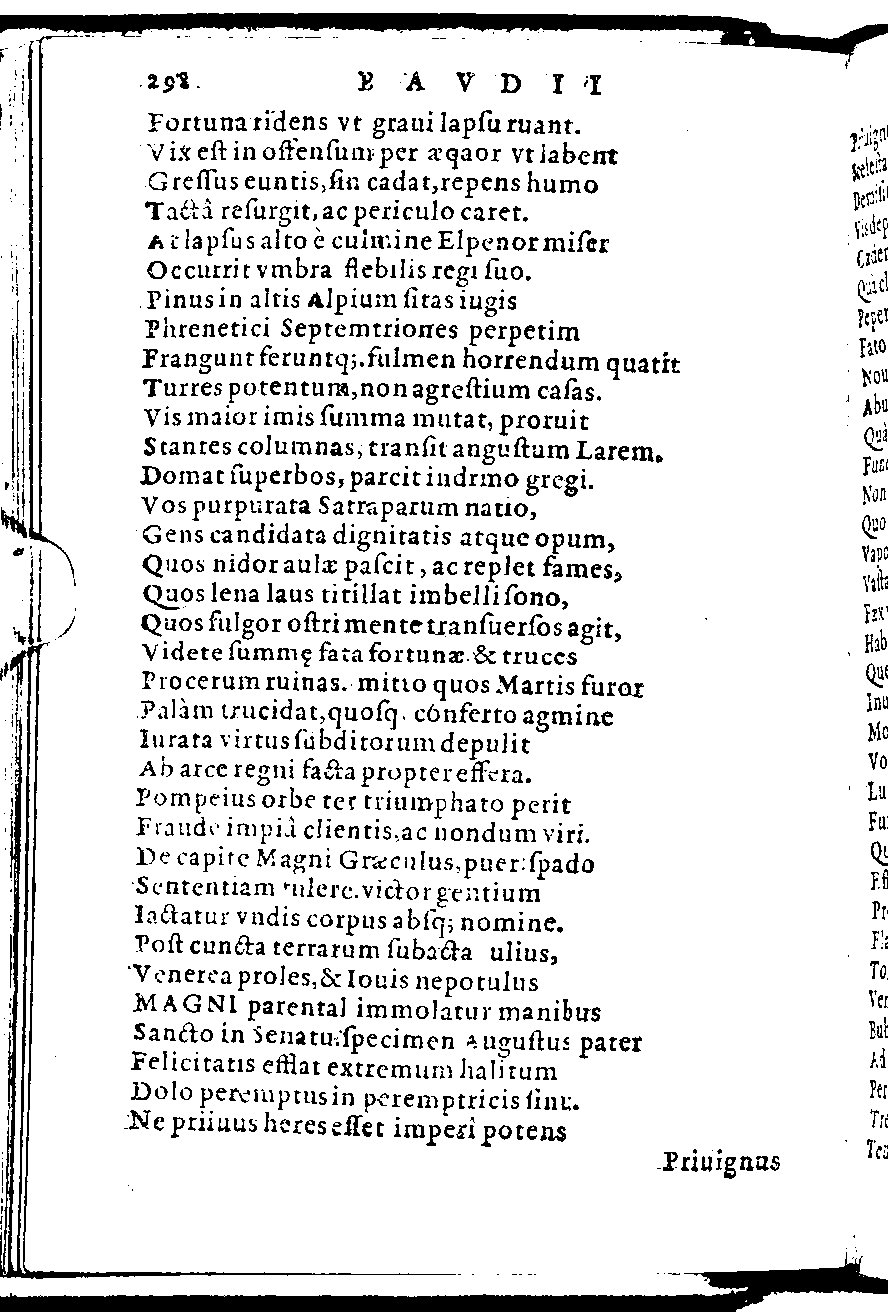 298. B A V D I I
Fortuna ridens vt graui lapſu ruant.
Vix eſt in offenſum per æquor vt labent
Greſſus euntis, ſin cadat, repens humo
Tactâ reſurgit, ac periculo caret.
At lapſus alto è culmine Elpenor miſer
Occurrit vmbra flebilis regi ſuo.
Pinus in altis Alpium ſitas iugis
Phrenetici Septemtriones perpetim
Frangunt feruntq;. fulmen horrendum quatit
Turres potentum, non agreſtium caſas.
Vis maior imis ſumma mutat, proruit
Stantes columnas, tranſit anguſtum Larem.
Domat ſuperbos, parcit indomo gregi.
Vos purpurata Satraparum natio,
Gens candidata dignitatis atque opum,
Quos nidor aulæ paſcit, ac replet fames,
Quos lena laus titillat imbelli ſono,
Quos fulgor oſtri mente tranſuerſos agit,
Videte ſummę fata fortunæ. & truces
Procerum ruinas. mitto quos Martis furor
Palàm trucidat, quoſq. cónferto agmine
Iurata virtus ſubditorum depulit
Ab arce regni facta propter effera.
Pompeius orbe ter triumphato perit
Fraude impiâ clientis, ac nondum viri.
De capite Magni Græculus, puer: ſpado
Sententiam tulere. victor gentium
Iactatur vndis corpus abſq; nomine.
Poſt cuncta terrarum ſubacta ulius,
Venerea proles, & Iouis nepotulus
MAGNI parental immolatur manibus
Sancto in Senatu: ſpecimen Auguſtus pater
Felicitatis efflat extremum halitum
Dolo peremptus in peremptricis ſinu.
Ne priuus heres eſſet imperî potens
Priuignus